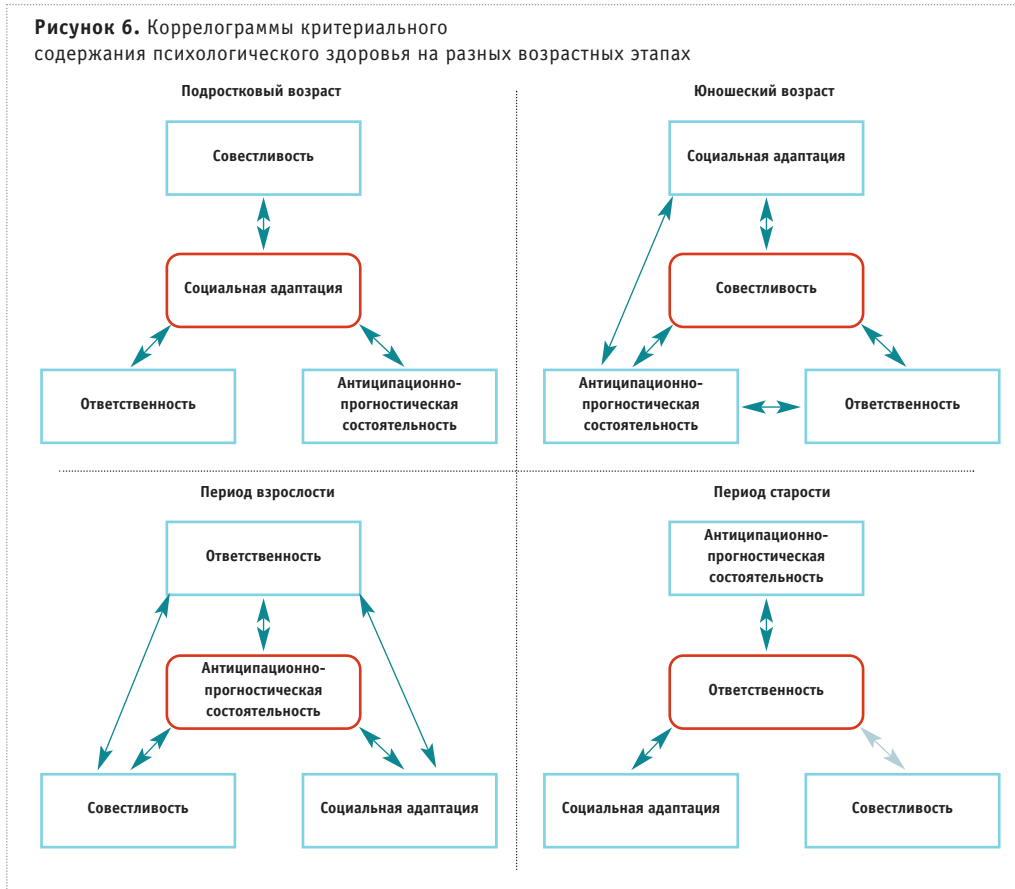 Рисунок 6. Коррелограммы критериального
содержания психологического здоровья на разных возрастных этапах
Подростковый возраст
Совестливость
Социальная адаптация
Ответственность
Антиципационно-
прогностическая
состоятельность
Юношеский возраст
Социальная адаптация
Совестливость
Антиципационно-
прогностическая
состоятельность
Ответственность
Период взрослости
Ответственность
Антиципационно-
прогностическая
состоятельность
Совестливость
Социальная адаптация
Период старости
Антиципационно-
прогностическая
состоятельность
Ответственность
Социальная адаптация
Совестливость